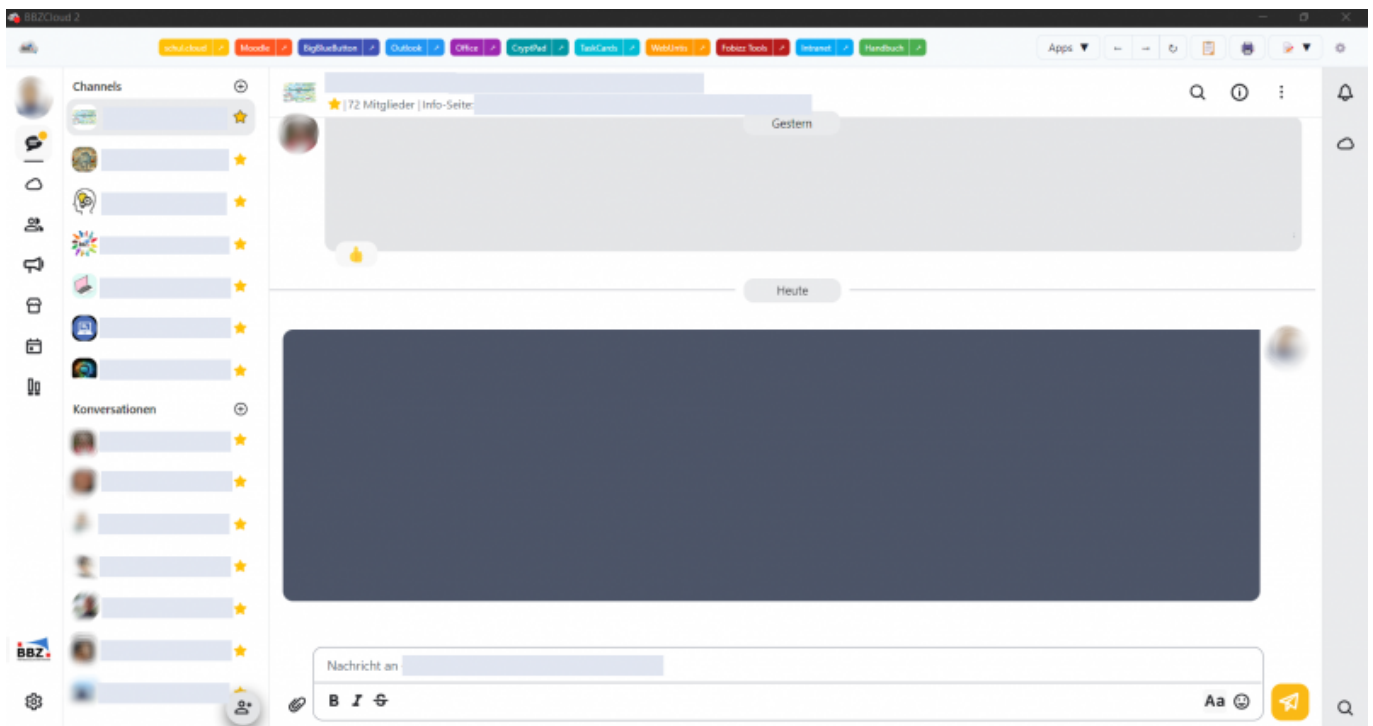 BBZCloud 2
schul.cloud Moodle BigBlueButton Outlook Office CryptPad TaskCards WebUntis Fobizz Tools Intranet Handbuch Apps
Channels
| 72 Mitglieder | Info-Seite:
Gestern
Heute
Konversationen
BBZ
Nachricht an
B I S Aa